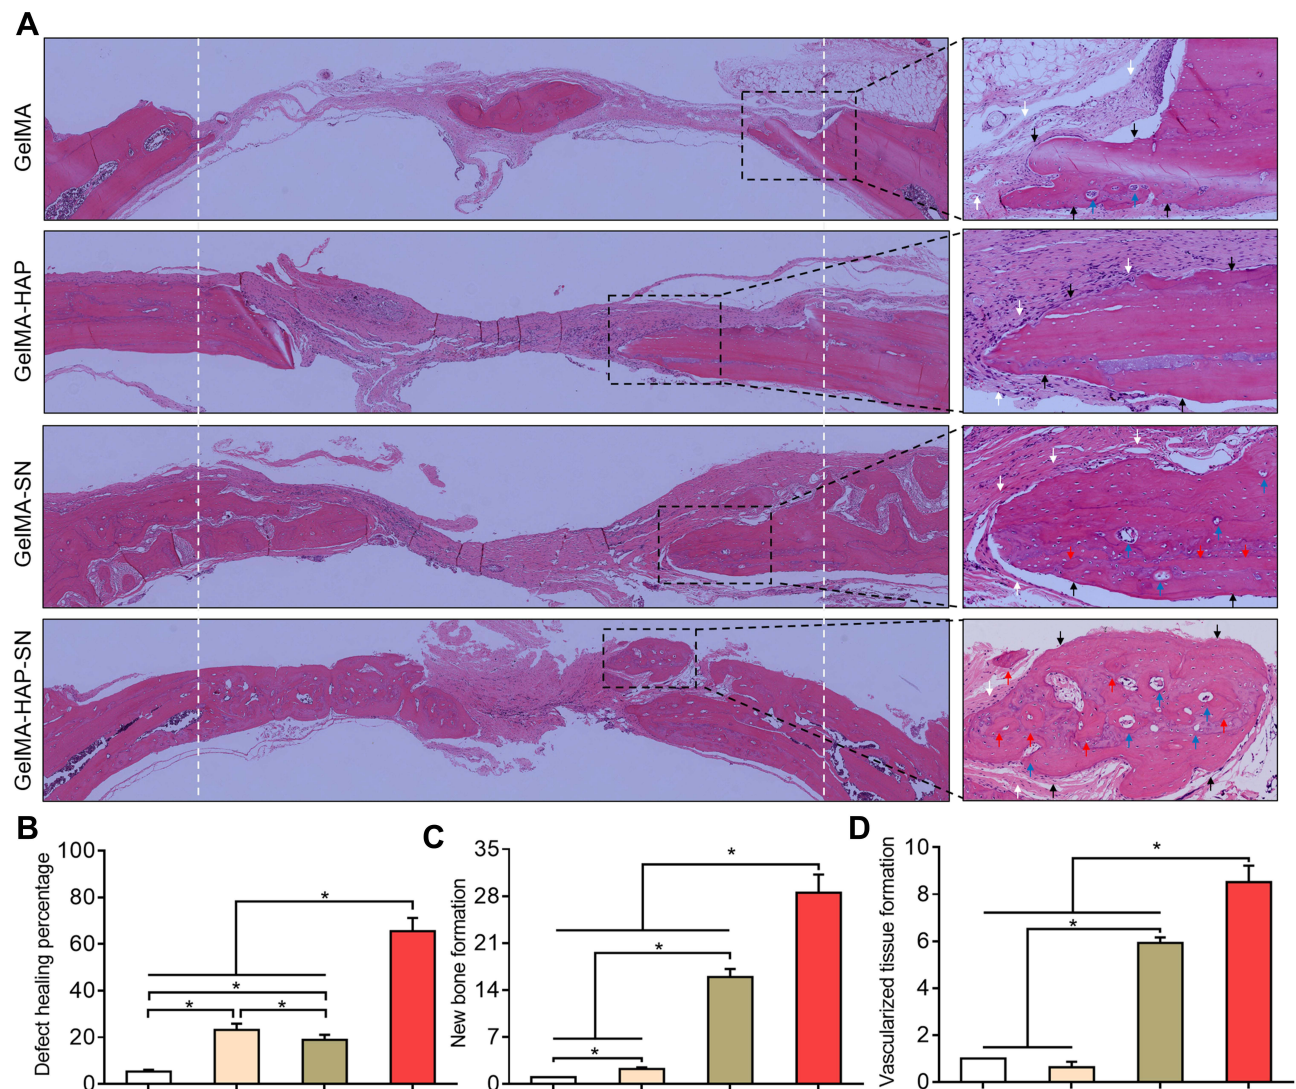 A
GelMA
GelMA-HAP
GelMA-SN
GelMA-HAP-SN
B
Defect healing percentage
100
80
60
40
20
0
*
*
*
*
C
New bone formation
35
28
21
14
7
0
*
*
*
D
Vascularized tissue formation
10
8
6
4
2
0
*
*